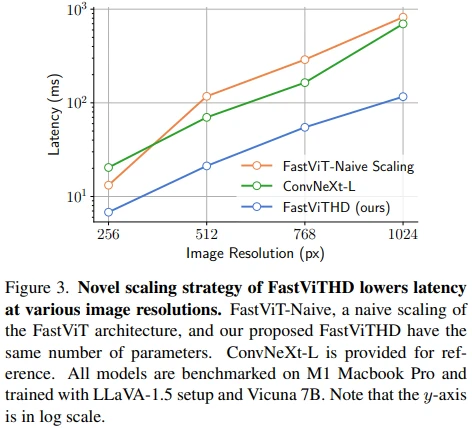 10³
10²
10¹
Latency (ms)
FastViT-Naive Scaling
ConvNeXt-L
FastViTHD (ours)
256 512 768 1024
Image Resolution (px)
Figure 3. Novel scaling strategy of FastViTHD lowers latency
at various image resolutions. FastViT-Naive, a naive scaling of
the FastViT architecture, and our proposed FastViTHD have the
same number of parameters. ConvNeXt-L is provided for ref-
erence. All models are benchmarked on M1 Macbook Pro and
trained with LLaVA-1.5 setup and Vicuna 7B. Note that the y-axis
is in log scale.